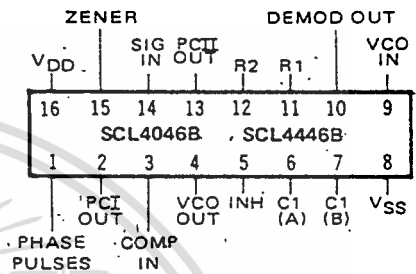 ZENER DEMOD OUT
SIG PCII VCO
VDD IN OUT R2 R1 IN
16 15 14 13 12 11 10 9
SCL4046B SCL4446B
1 2 3 4 5 6 7 8
PCI VCO INH C1 C1 VSS
OUT OUT (A) (B)
PHASE COMP
PULSES IN